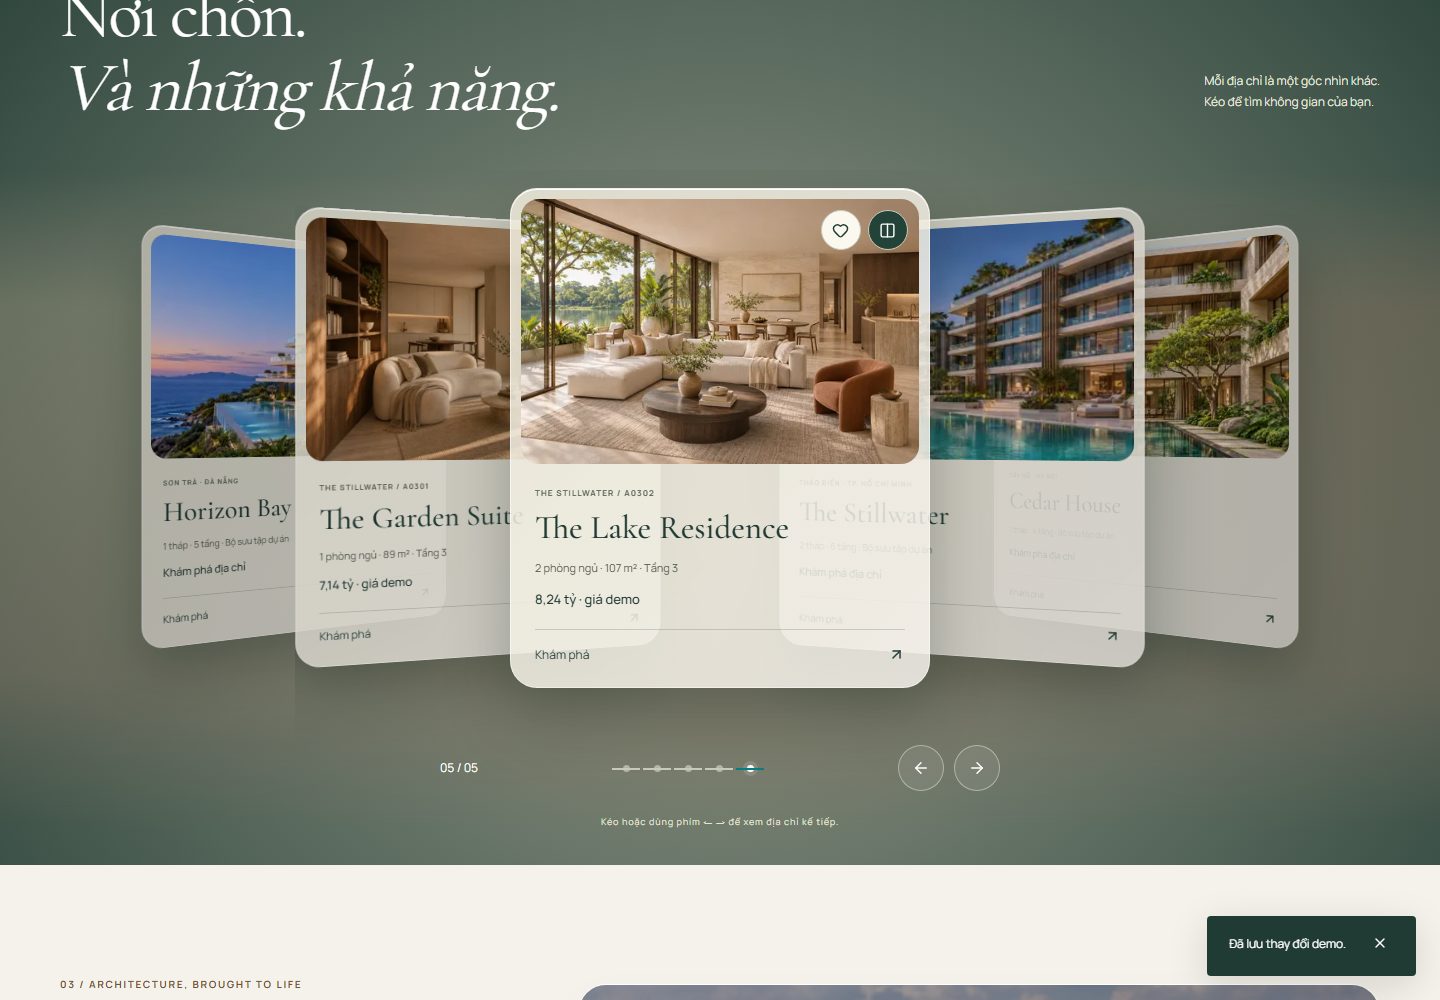 Nơi chốn.
Và những khả năng.
Mỗi địa chỉ là một góc nhìn khác.
Kéo để tìm không gian của bạn.
SƠN TRÀ · ĐÀ NẴNG
Horizon Bay
1 tháp · 5 tầng · Bộ sưu tập dự án
Khám phá địa chỉ
Khám phá
THE STILLWATER / A0301
The Garden Suite
1 phòng ngủ · 89 m² · Tầng 3
7,14 tỷ · giá demo
Khám phá
THE STILLWATER / A0302
The Lake Residence
2 phòng ngủ · 107 m² · Tầng 3
8,24 tỷ · giá demo
Khám phá
THẢO ĐIỀN · TP. HỒ CHÍ MINH
The Stillwater
2 tháp · 6 tầng · Bộ sưu tập dự án
Khám phá địa chỉ
Khám phá
Cedar House
Khám phá địa chỉ
Khám phá
05 / 05
Kéo hoặc dùng phím ← → để xem địa chỉ kế tiếp.
Đã lưu thay đổi demo.
03 / ARCHITECTURE, BROUGHT TO LIFE